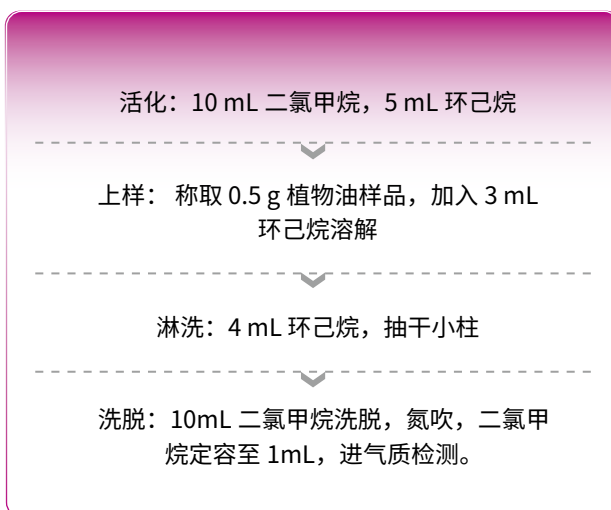 活化：10 mL 二氯甲烷，5 mL 环己烷
上样： 称取 0.5 g 植物油样品，加入 3 mL
环己烷溶解
淋洗：4 mL 环己烷，抽干小柱
洗脱：10mL 二氯甲烷洗脱，氮吹，二氯甲
烷定容至 1mL，进气质检测。